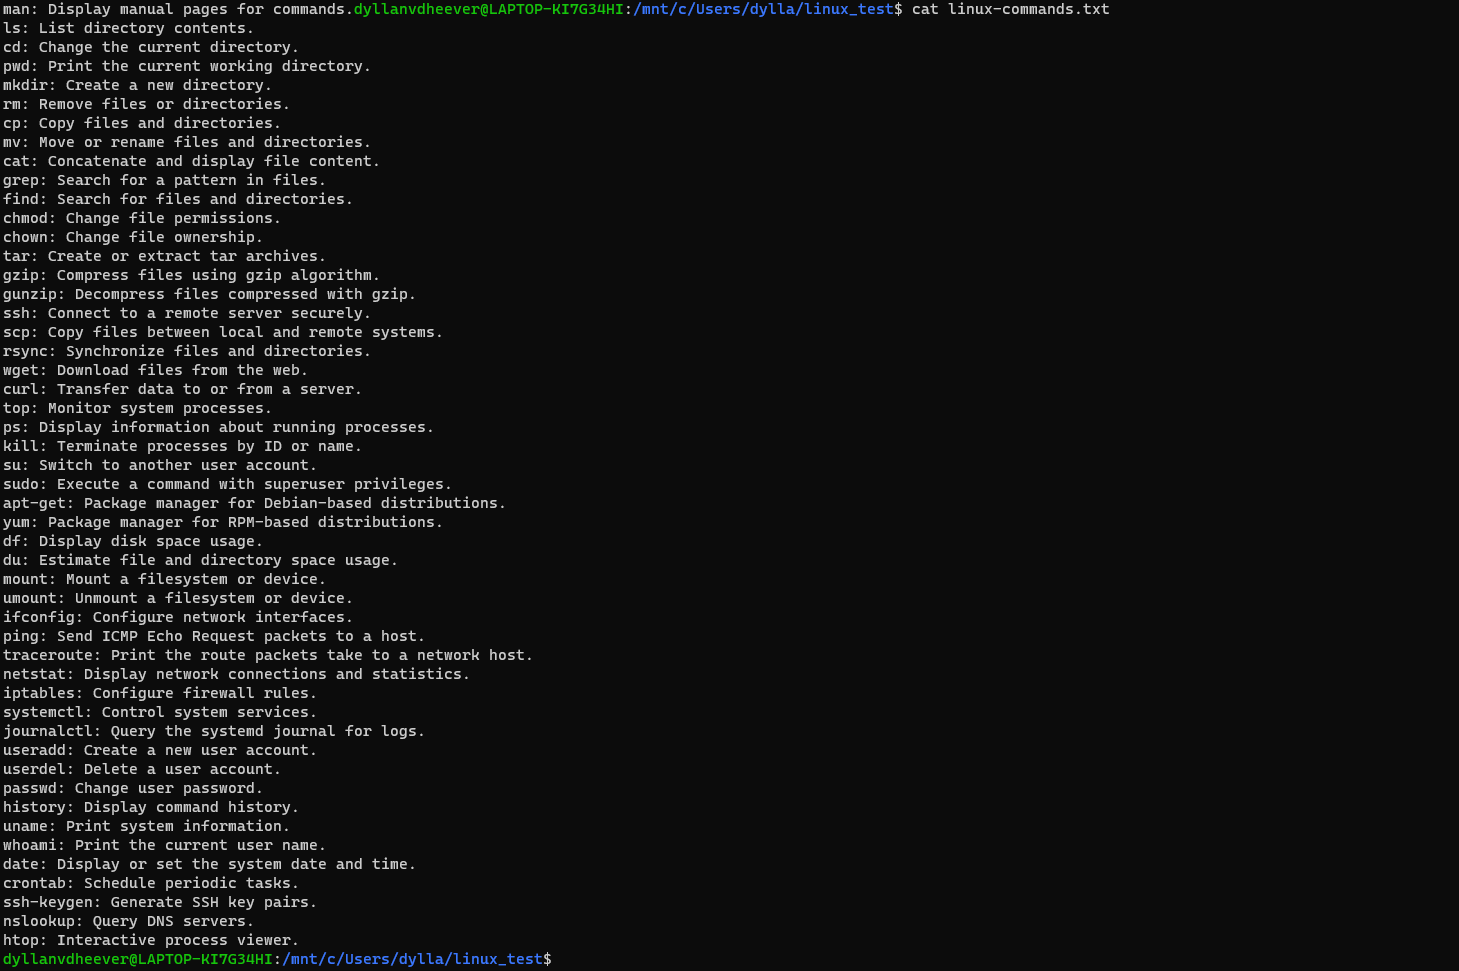 man: Display manual pages for commands.dyllanvdheever@LAPTOP-KI7G34HI:/mnt/c/Users/dylla/linux_test$ cat linux-commands.txt
ls: List directory contents.
cd: Change the current directory.
pwd: Print the current working directory.
mkdir: Create a new directory.
rm: Remove files or directories.
cp: Copy files and directories.
mv: Move or rename files and directories.
cat: Concatenate and display file content.
grep: Search for a pattern in files.
find: Search for files and directories.
chmod: Change file permissions.
chown: Change file ownership.
tar: Create or extract tar archives.
gzip: Compress files using gzip algorithm.
gunzip: Decompress files compressed with gzip.
ssh: Connect to a remote server securely.
scp: Copy files between local and remote systems.
rsync: Synchronize files and directories.
wget: Download files from the web.
curl: Transfer data to or from a server.
top: Monitor system processes.
ps: Display information about running processes.
kill: Terminate processes by ID or name.
su: Switch to another user account.
sudo: Execute a command with superuser privileges.
apt-get: Package manager for Debian-based distributions.
yum: Package manager for RPM-based distributions.
df: Display disk space usage.
du: Estimate file and directory space usage.
mount: Mount a filesystem or device.
umount: Unmount a filesystem or device.
ifconfig: Configure network interfaces.
ping: Send ICMP Echo Request packets to a host.
traceroute: Print the route packets take to a network host.
netstat: Display network connections and statistics.
iptables: Configure firewall rules.
systemctl: Control system services.
journalctl: Query the systemd journal for logs.
useradd: Create a new user account.
userdel: Delete a user account.
passwd: Change user password.
history: Display command history.
uname: Print system information.
whoami: Print the current user name.
date: Display or set the system date and time.
crontab: Schedule periodic tasks.
ssh-keygen: Generate SSH key pairs.
nslookup: Query DNS servers.
htop: Interactive process viewer.
dyllanvdheever@LAPTOP-KI7G34HI:/mnt/c/Users/dylla/linux_test$